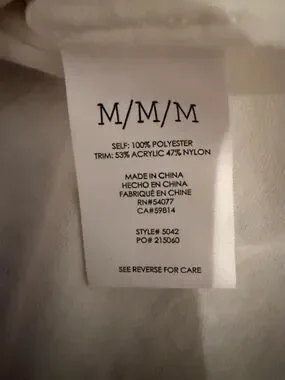 M/M/M
SELF: 100% POLYESTER
TRIM: 53% ACRYLIC 47% NYLON
MADE IN CHINA
HECHO EN CHINA
FABRIQUÉ EN CHINE
RN#54077
CA#59814
STYLE# 5042
PO# 215060
SEE REVERSE FOR CARE